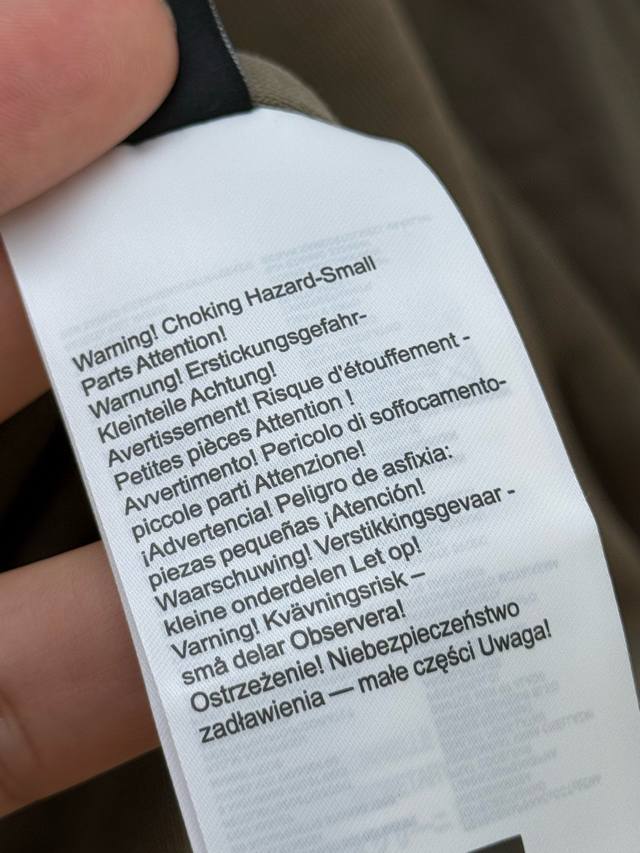 Warning! Choking Hazard-Small
Parts Attention!
Warnung! Erstickungsgefahr-
Kleinteile Achtung!
Avertissement! Risque d'étouffement -
Petites pièces Attention !
Avvertimento! Pericolo di soffocamento-
piccole parti Attenzione!
¡Advertencia! Peligro de asfixia:
piezas pequeñas ¡Atención!
Waarschuwing! Verstikkingsgevaar -
kleine onderdelen Let op!
Varning! Kvävningsrisk –
små delar Observera!
Ostrzeżenie! Niebezpieczeństwo
zadławienia — małe części Uwaga!